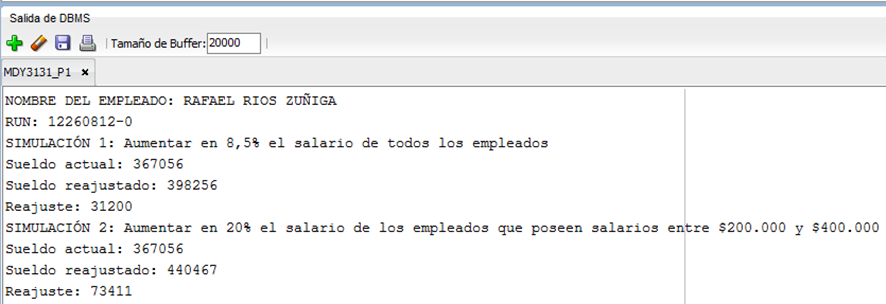 Salida de DBMS
Tamaño de Buffer: 20000
MDY3131_P1 x
NOMBRE DEL EMPLEADO: RAFAEL RIOS ZUÑIGA
RUN: 12260812-0
SIMULACIÓN 1: Aumentar en 8,5% el salario de todos los empleados
Sueldo actual: 367056
Sueldo reajustado: 398256
Reajuste: 31200
SIMULACIÓN 2: Aumentar en 20% el salario de los empleados que poseen salarios entre $200.000 y $400.000
Sueldo actual: 367056
Sueldo reajustado: 440467
Reajuste: 73411